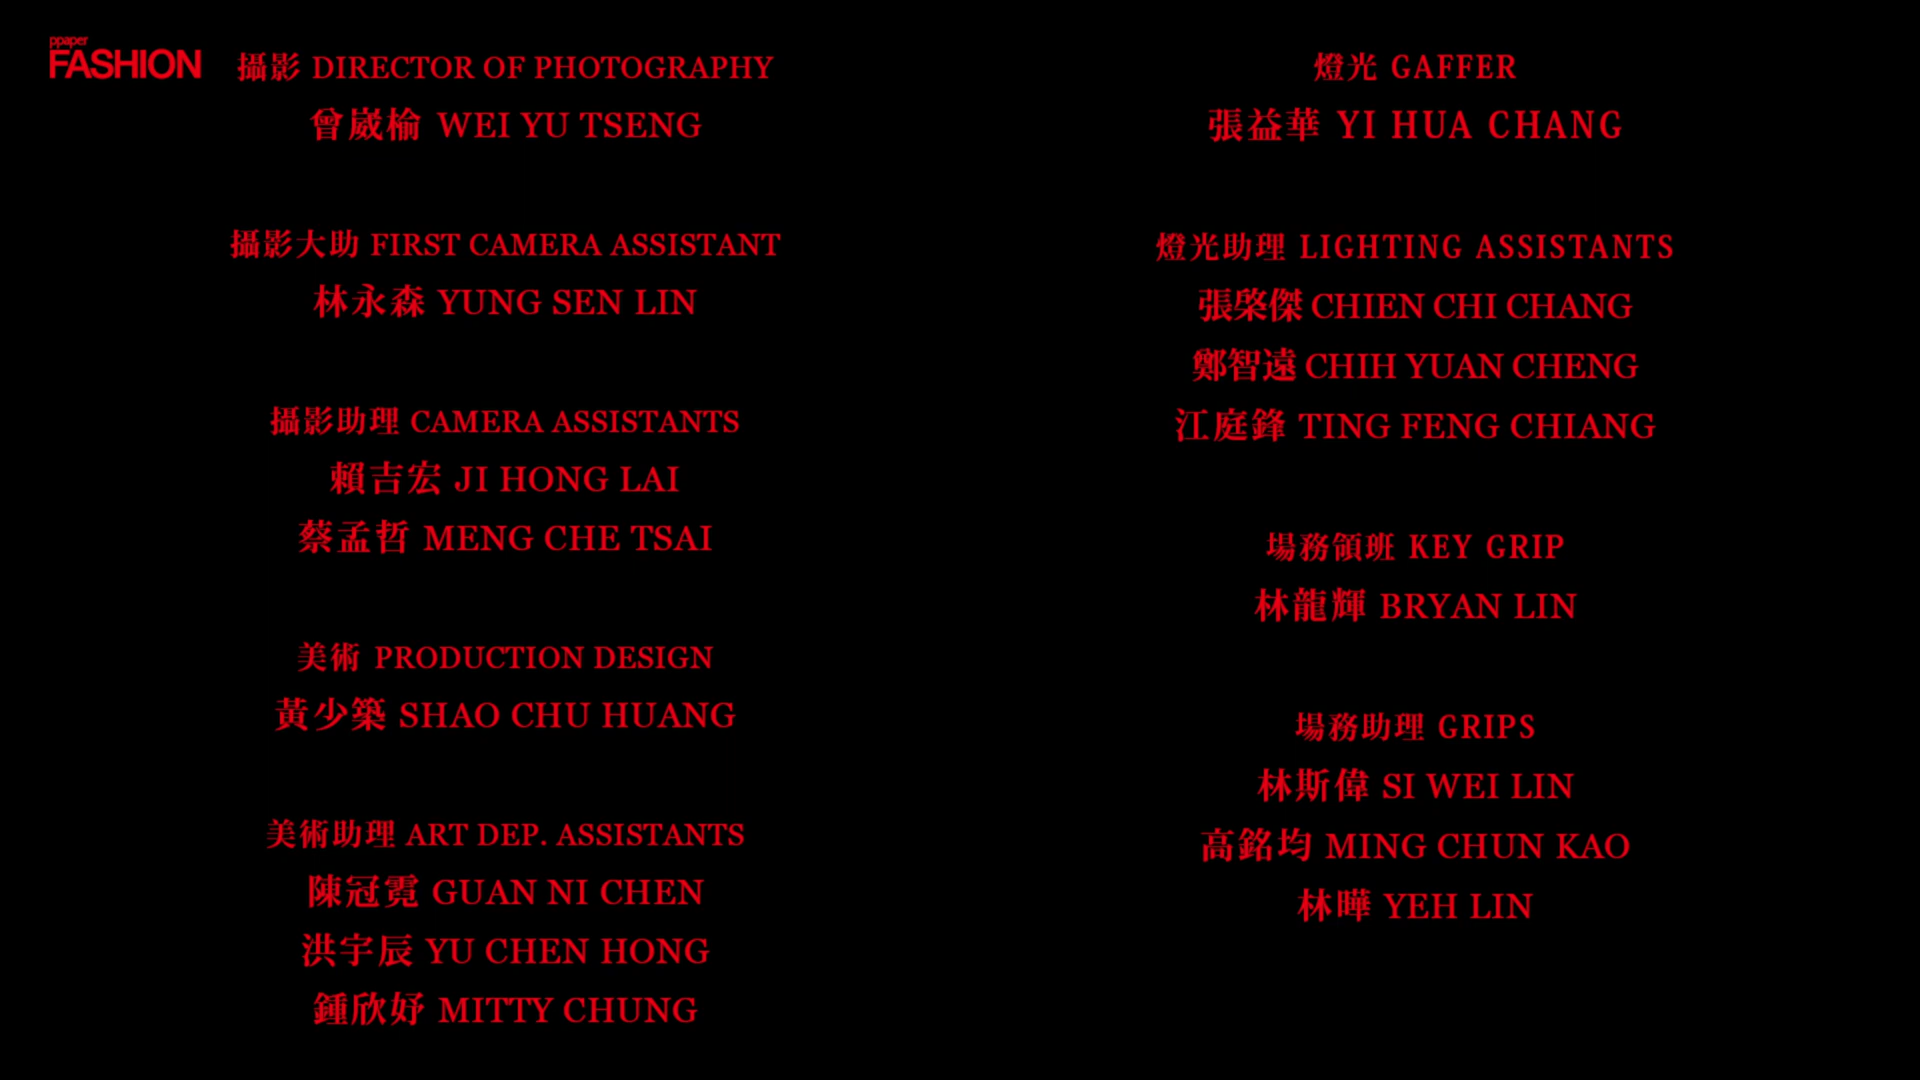 ppaper
FASHION
攝影 DIRECTOR OF PHOTOGRAPHY
曾崴榆 WEI YU TSENG
攝影大助 FIRST CAMERA ASSISTANT
林永森 YUNG SEN LIN
攝影助理 CAMERA ASSISTANTS
賴吉宏 JI HONG LAI
蔡孟哲 MENG CHE TSAI
美術 PRODUCTION DESIGN
黃少築 SHAO CHU HUANG
美術助理 ART DEP. ASSISTANTS
陳冠霓 GUAN NI CHEN
洪宇辰 YU CHEN HONG
鍾欣妤 MITTY CHUNG
燈光 GAFFER
張益華 YI HUA CHANG
燈光助理 LIGHTING ASSISTANTS
張棨傑 CHIEN CHI CHANG
鄭智遠 CHIH YUAN CHENG
江庭鋒 TING FENG CHIANG
場務領班 KEY GRIP
林龍輝 BRYAN LIN
場務助理 GRIPS
林斯偉 SI WEI LIN
高銘均 MING CHUN KAO
林曄 YEH LIN